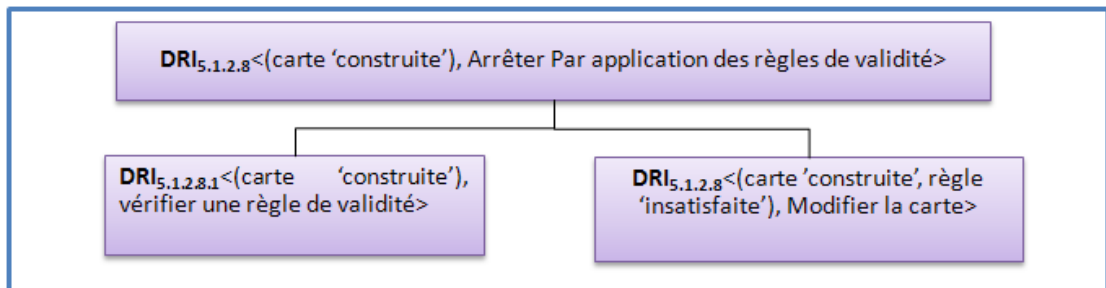 DRI5.1.2.8<(carte ‘construite’), Arrêter Par application des règles de validité>
DRI5.1.2.8.1<(carte ‘construite’),
vérifier une règle de validité>
DRI5.1.2.8<(carte ’construite’, règle
‘insatisfaite’), Modifier la carte>